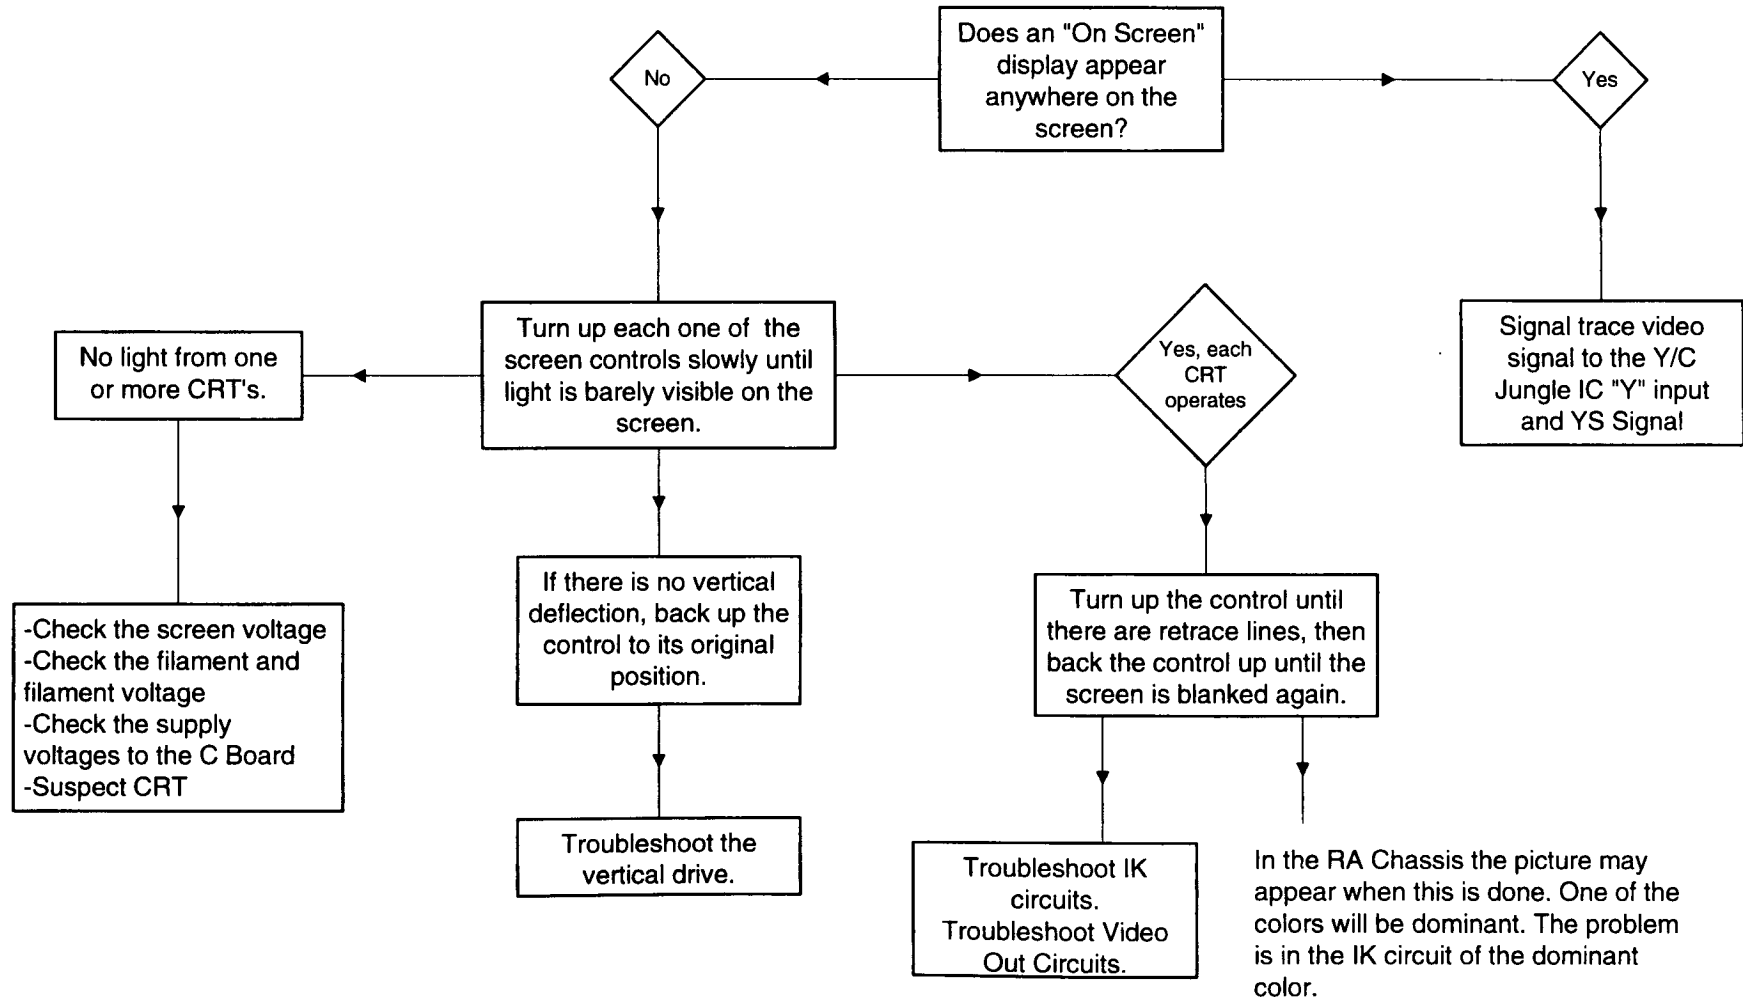 Does an "On Screen"
display appear
anywhere on the
screen?
No
Yes
Turn up each one of the
screen controls slowly until
light is barely visible on the
screen.
No light from one
or more CRT's.
Yes, each
CRT
operates
Signal trace video
signal to the Y/C
Jungle IC "Y" input
and YS Signal
-Check the screen voltage
-Check the filament and
filament voltage
-Check the supply
voltages to the C Board
-Suspect CRT
If there is no vertical
deflection, back up the
control to its original
position.
Turn up the control until
there are retrace lines, then
back the control up until the
screen is blanked again.
Troubleshoot the
vertical drive.
Troubleshoot IK
circuits.
Troubleshoot Video
Out Circuits.
In the RA Chassis the picture may
appear when this is done. One of the
colors will be dominant. The problem
is in the IK circuit of the dominant
color.